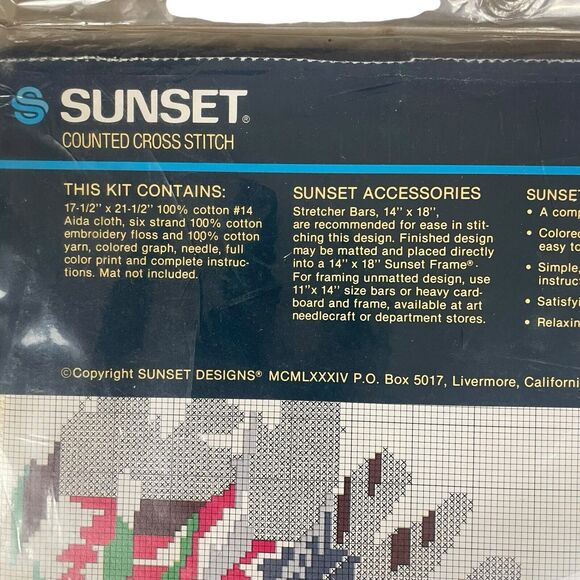 SUNSET®
COUNTED CROSS STITCH
THIS KIT CONTAINS:
17-1/2" x 21-1/2" 100% cotton #14
Aida cloth, six strand 100% cotton
embroidery floss and 100% cotton
yarn, colored graph, needle, full
color print and complete instruc-
tions. Mat not included.
SUNSET ACCESSORIES
Stretcher Bars, 14" x 18",
are recommended for ease in stit-
ching this design. Finished design
may be matted and placed directly
into a 14" x 18" Sunset Frame®.
For framing unmatted design, use
11"x 14" size bars or heavy card-
board and frame, available at art
needlecraft or department stores.
SUNSET
• A comp
• Colored
easy to
• Simple,
instruct
• Satisfyi
• Relaxin
©Copyright SUNSET DESIGNS® MCMLXXXIV P.O. Box 5017, Livermore, California